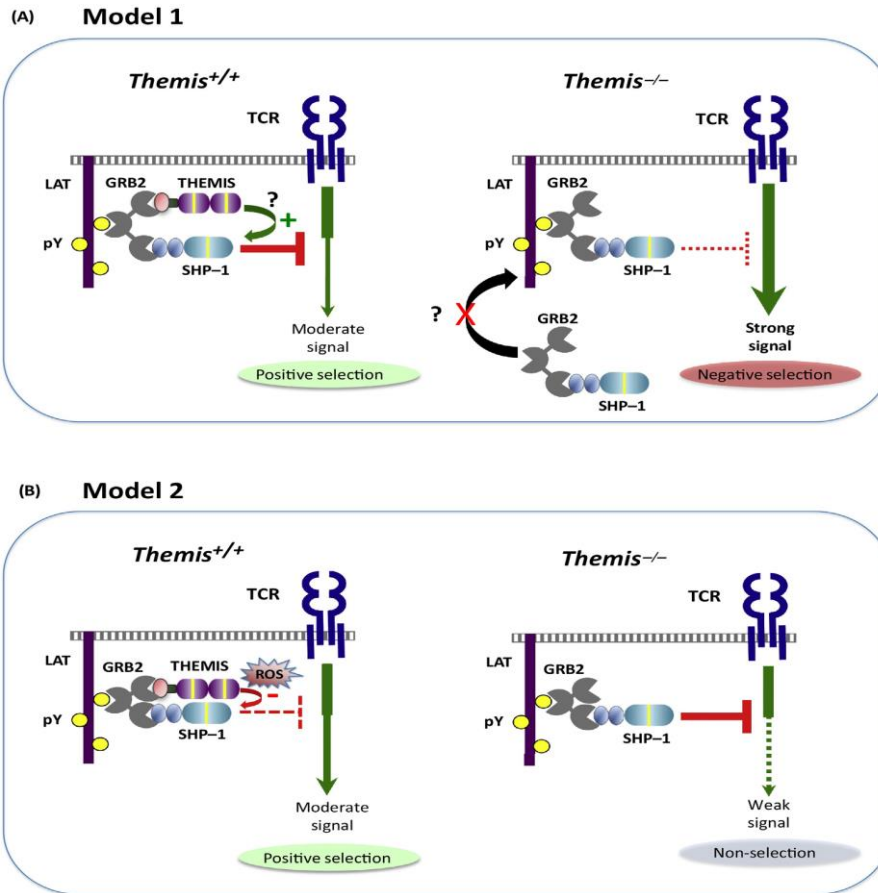 (A) Model 1
Themis+/+
Themis–/–
TCR
TCR
LAT
GRB2
THEMIS
?
+
pY
SHP–1
Moderate
signal
Positive selection
LAT
GRB2
pY
SHP–1
?
X
GRB2
SHP–1
Strong
signal
Negative selection
(B) Model 2
Themis+/+
Themis–/–
TCR
TCR
LAT
GRB2
THEMIS
ROS
-
pY
SHP–1
Moderate
signal
Positive selection
LAT
GRB2
pY
SHP–1
Weak
signal
Non-selection